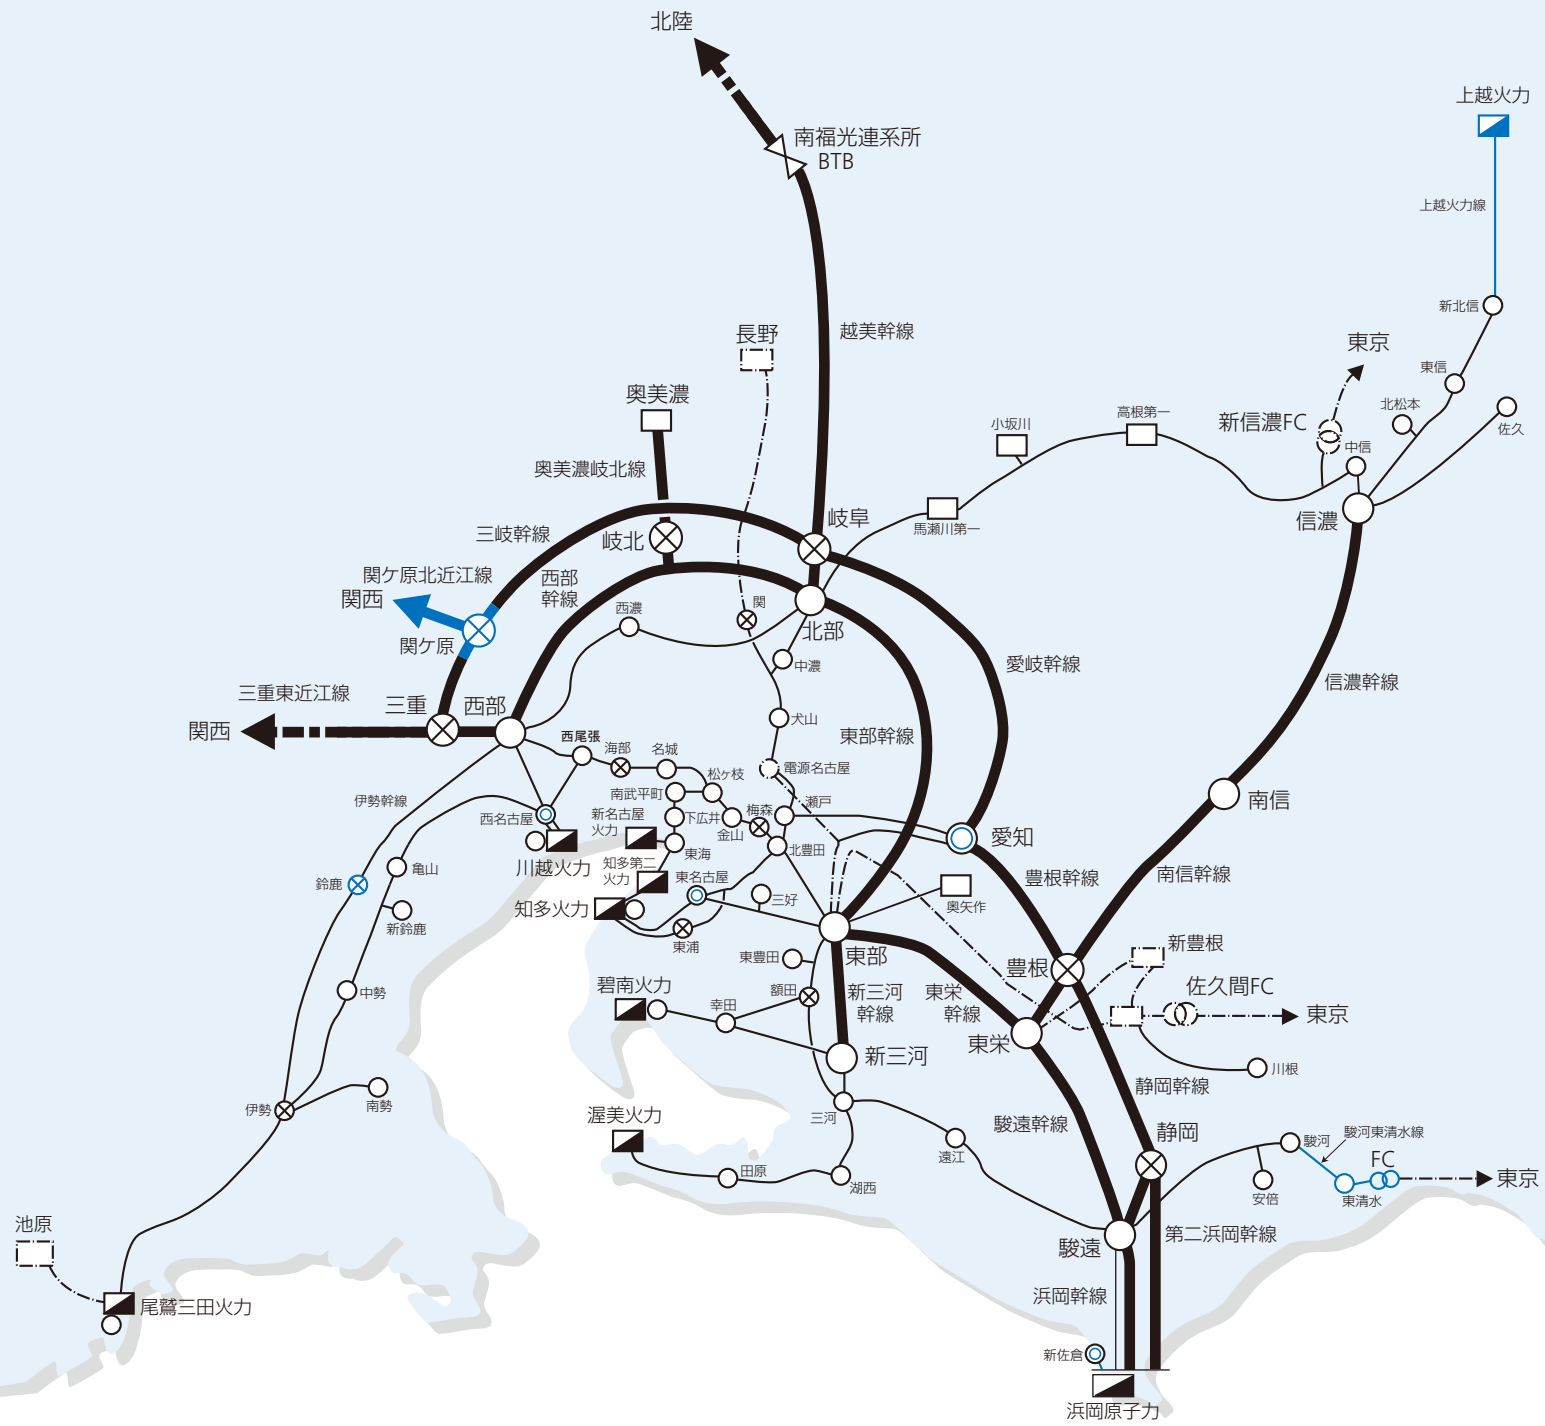 北陸
上越火力
南福光連系所
BTB
上越火力線
新北信
長野
越美幹線
東京
東信
奥美濃
北松本
小坂川
高根第一
新信濃FC
佐久
中信
奥美濃岐北線
馬瀬川第一
岐阜
信濃
三岐幹線
岐北
関ケ原北近江線
西部
幹線
関西
西濃
関
北部
関ケ原
中濃
愛岐幹線
信濃幹線
三重東近江線
三重
西部
関西
犬山
西尾張
海部
名城
東部幹線
松ヶ枝
電源名古屋
伊勢幹線
南武平町
南信
西名古屋
新名古屋
火力
下広井
梅森
瀬戸
金山
愛知
川越火力
東海
北豊田
知多第二
火力
亀山
鈴鹿
東名古屋
豊根幹線
南信幹線
三好
奥矢作
知多火力
新鈴鹿
東浦
東部
東豊田
新豊根
豊根
碧南火力
額田
新三河
幹線
東栄
幹線
佐久間FC
中勢
幸田
東京
東栄
新三河
川根
静岡幹線
伊勢
南勢
渥美火力
三河
駿遠幹線
静岡
駿河
駿河東清水線
FC
遠江
田原
湖西
安倍
東清水
東京
池原
第二浜岡幹線
駿遠
尾鷲三田火力
浜岡幹線
新佐倉
浜岡原子力